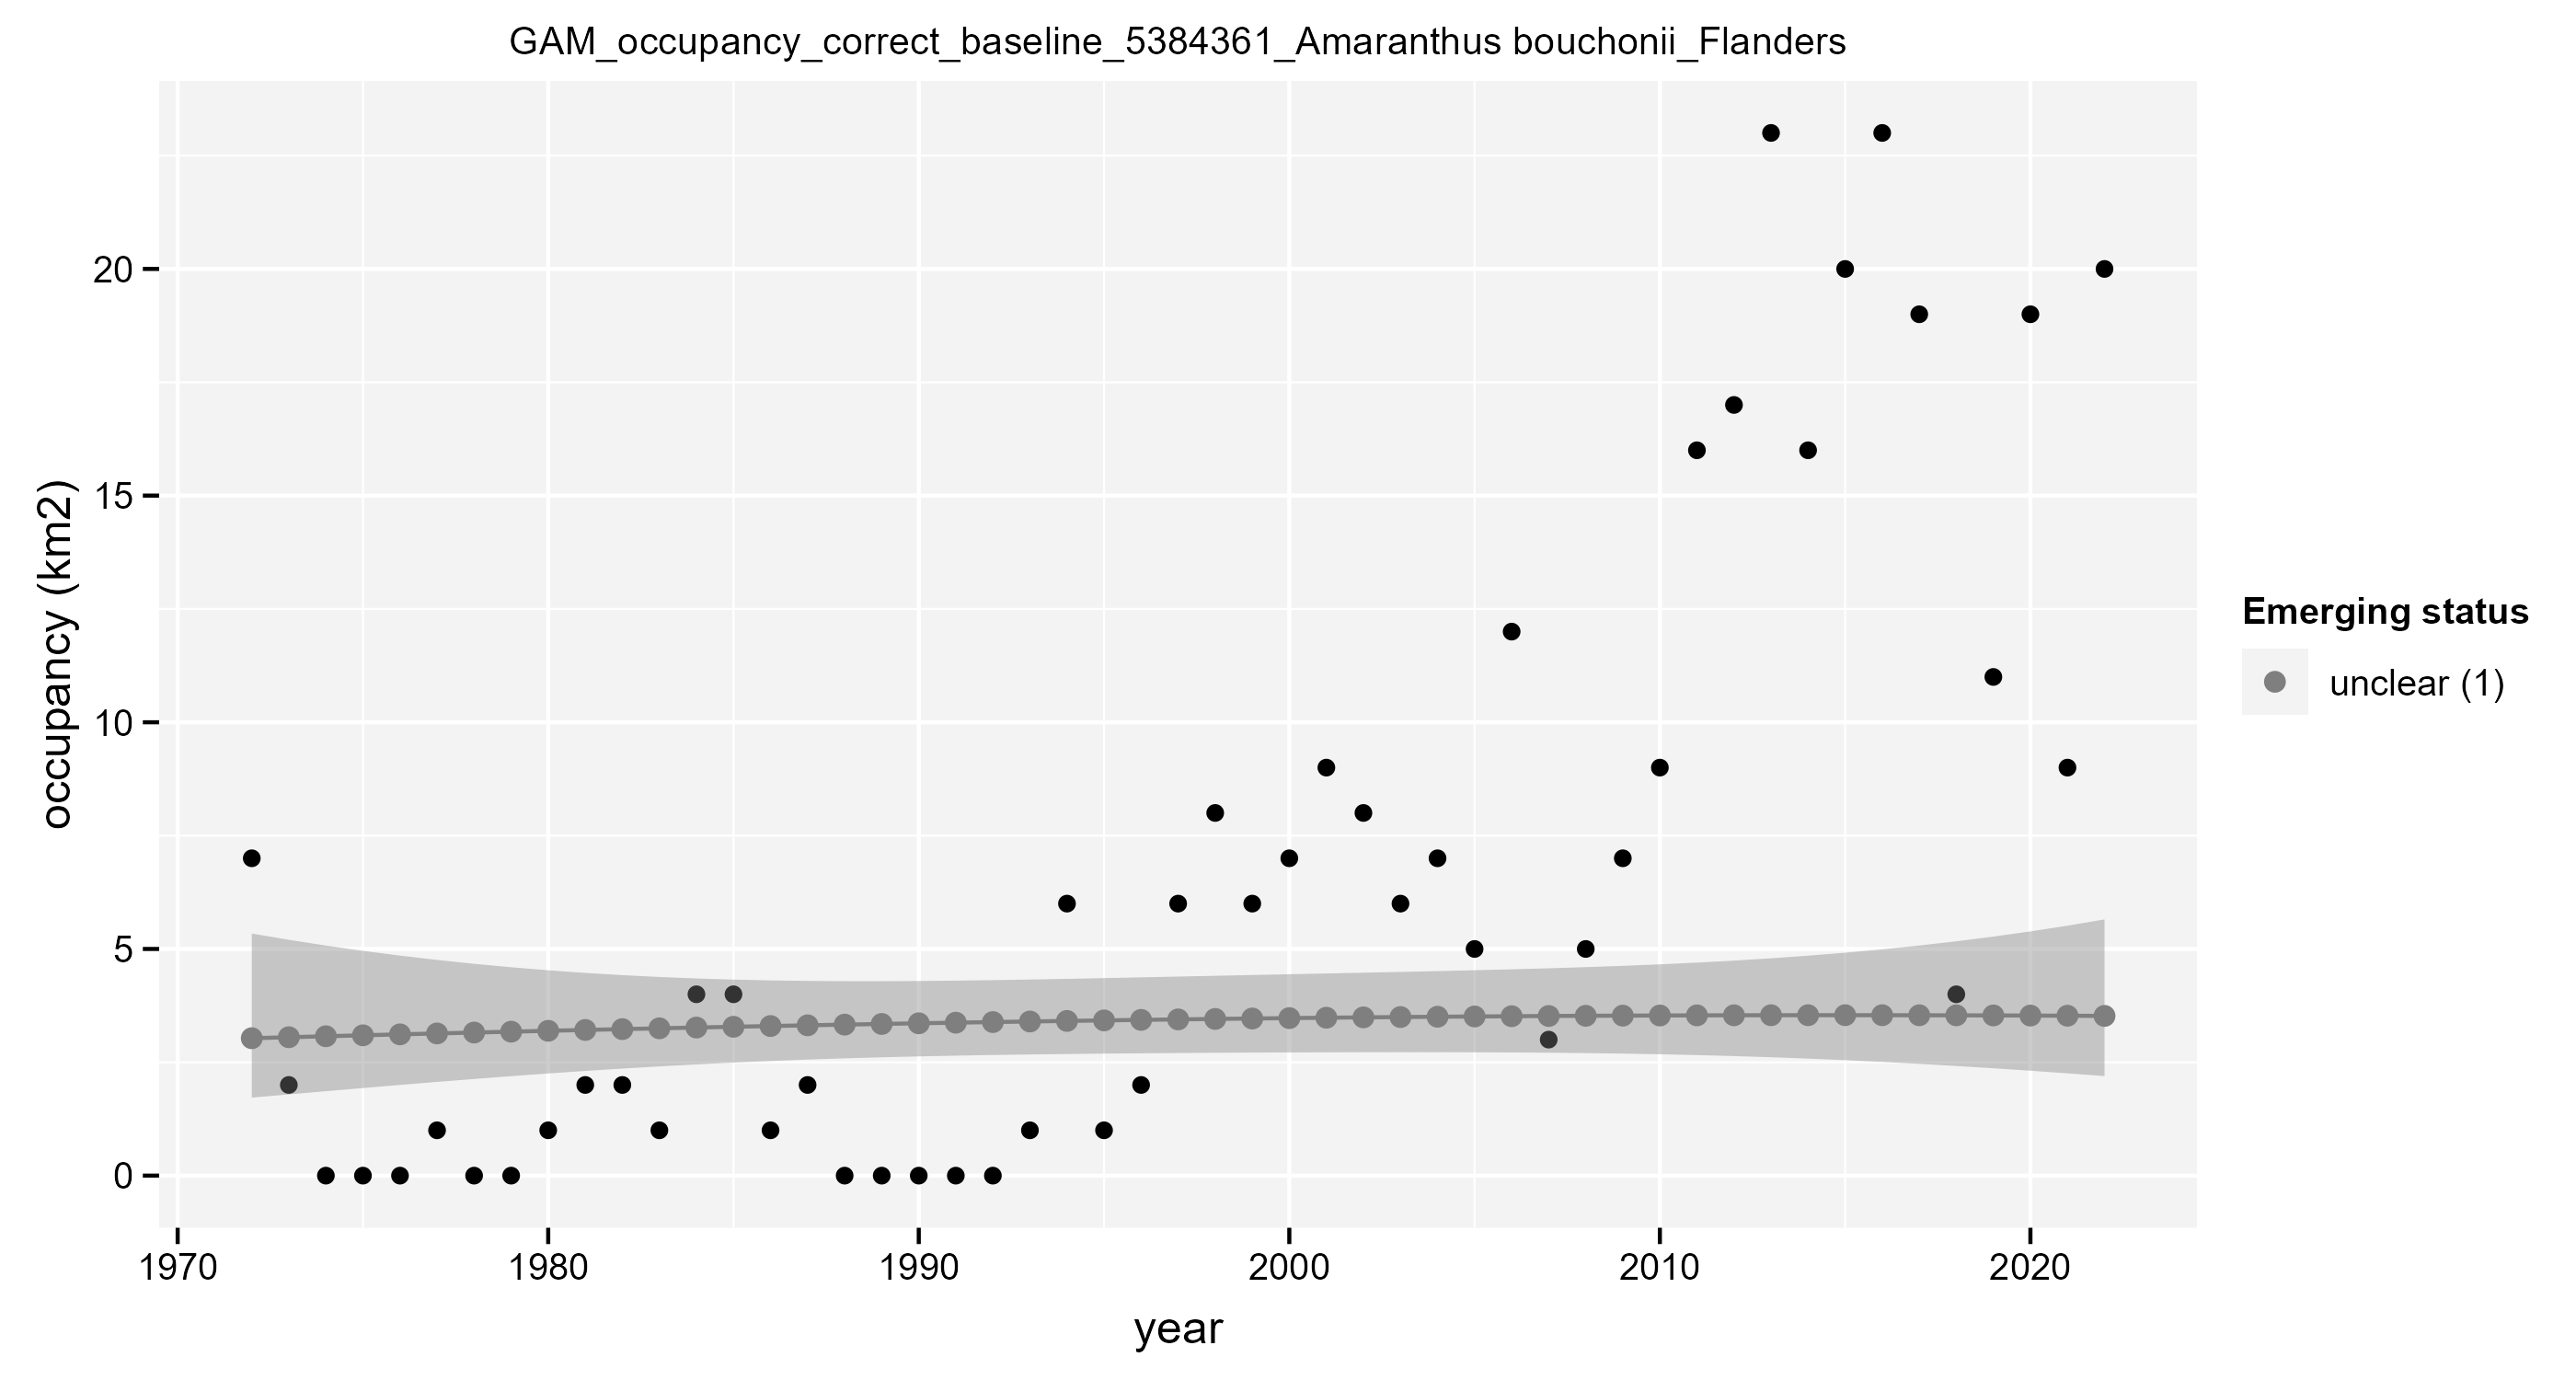 GAM_occupancy_correct_baseline_5384361_Amaranthus bouchonii_Flanders
occupancy (km2)
20
15
10
5
0
1970 1980 1990 2000 2010 2020
year
Emerging status
unclear (1)